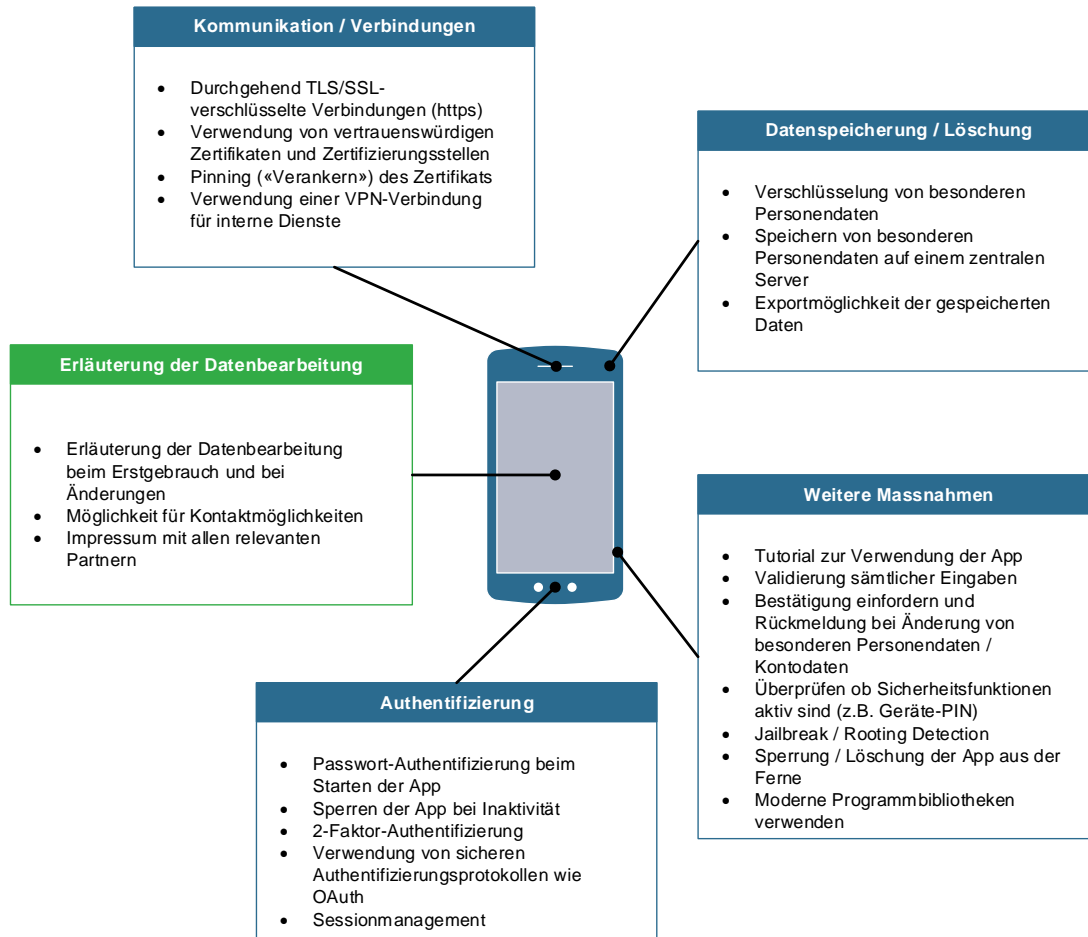 Kommunikation / Verbindungen
• Durchgehend TLS/SSL-
verschlüsselte Verbindungen (https)
• Verwendung von vertrauenswürdigen
Zertifikaten und Zertifizierungsstellen
• Pinning («Verankern») des Zertifikats
• Verwendung einer VPN-Verbindung
für interne Dienste
Datenspeicherung / Löschung
• Verschlüsselung von besonderen
Personendaten
• Speichern von besonderen
Personendaten auf einem zentralen
Server
• Exportmöglichkeit der gespeicherten
Daten
Erläuterung der Datenbearbeitung
• Erläuterung der Datenbearbeitung
beim Erstgebrauch und bei
Änderungen
• Möglichkeit für Kontaktmöglichkeiten
• Impressum mit allen relevanten
Partnern
Weitere Massnahmen
• Tutorial zur Verwendung der App
• Validierung sämtlicher Eingaben
• Bestätigung einfordern und
Rückmeldung bei Änderung von
besonderen Personendaten /
Kontodaten
• Überprüfen ob Sicherheitsfunktionen
aktiv sind (z.B. Geräte-PIN)
• Jailbreak / Rooting Detection
• Sperrung / Löschung der App aus der
Ferne
• Moderne Programmbibliotheken
verwenden
Authentifizierung
• Passwort-Authentifizierung beim
Starten der App
• Sperren der App bei Inaktivität
• 2-Faktor-Authentifizierung
• Verwendung von sicheren
Authentifizierungsprotokollen wie
OAuth
• Sessionmanagement